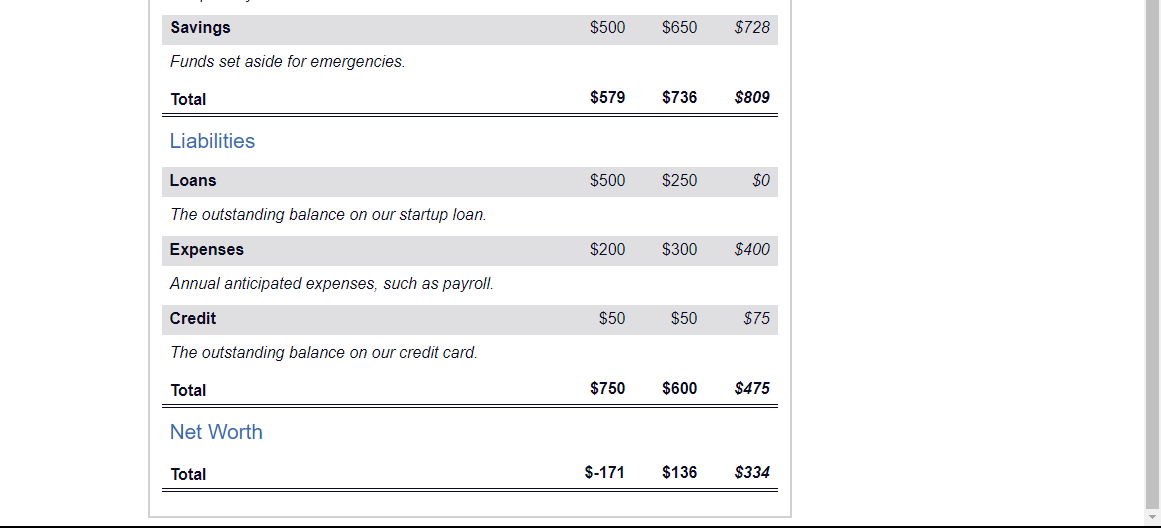 Savings $500 $650 $728
Funds set aside for emergencies.
Total $579 $736 $809
Liabilities
Loans $500 $250 $0
The outstanding balance on our startup loan.
Expenses $200 $300 $400
Annual anticipated expenses, such as payroll.
Credit $50 $50 $75
The outstanding balance on our credit card.
Total $750 $600 $475
Net Worth
Total $-171 $136 $334